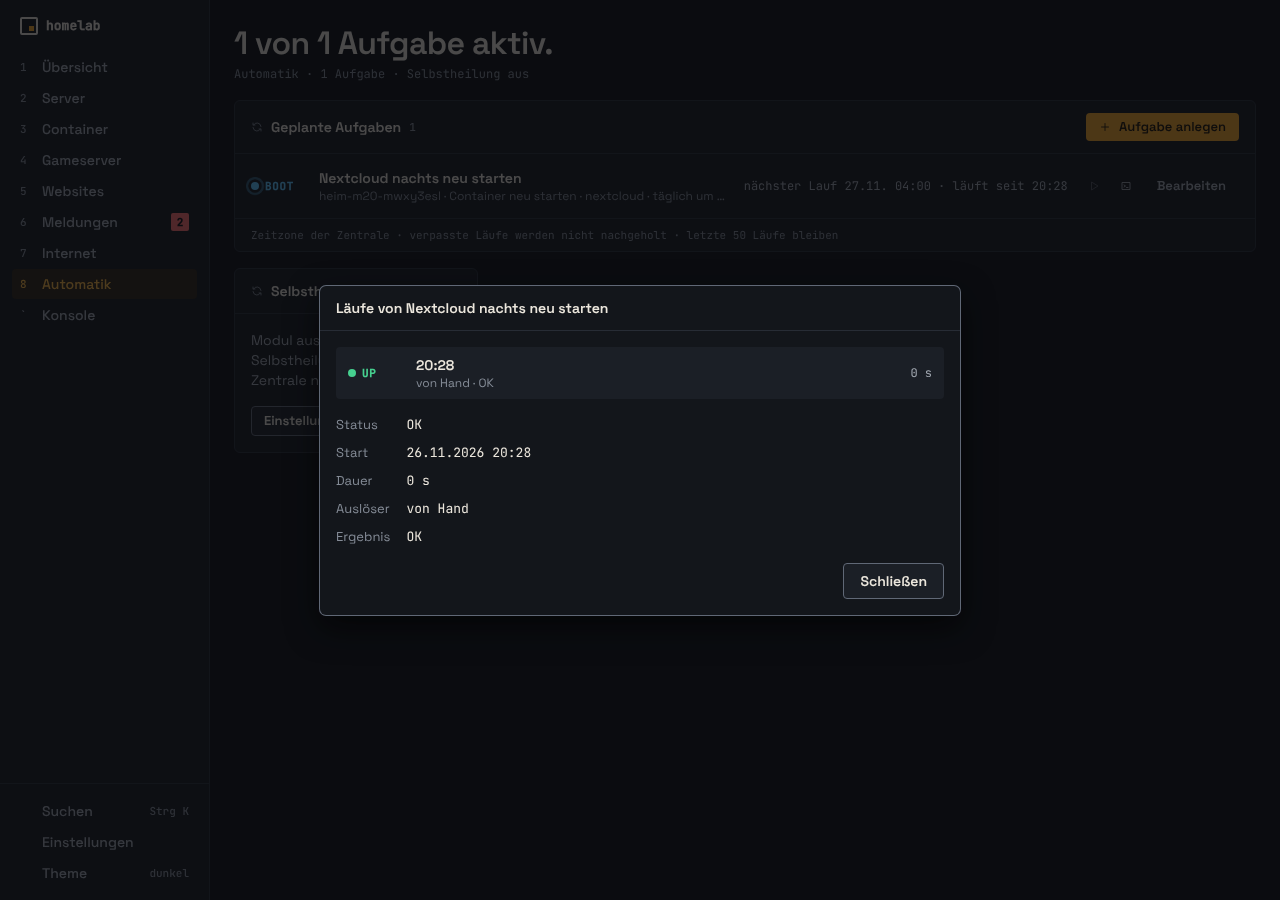 homelab
1 Übersicht
2 Server
3 Container
4 Gameserver
5 Websites
6 Meldungen 2
7 Internet
8 Automatik
` Konsole
Suchen Strg K
Einstellungen
Theme dunkel
1 von 1 Aufgabe aktiv.
Automatik · 1 Aufgabe · Selbstheilung aus
Geplante Aufgaben 1
+ Aufgabe anlegen
BOOT
Nextcloud nachts neu starten
heim-m20-mwxy3esl · Container neu starten · nextcloud · täglich um …
nächster Lauf 27.11. 04:00 · läuft seit 20:28
Bearbeiten
Zeitzone der Zentrale · verpasste Läufe werden nicht nachgeholt · letzte 50 Läufe bleiben
Selbsth
Modul aus
Selbstheil
Zentrale n
Einstellu
Läufe von Nextcloud nachts neu starten
UP
20:28
von Hand · OK
0 s
Status OK
Start 26.11.2026 20:28
Dauer 0 s
Auslöser von Hand
Ergebnis OK
Schließen